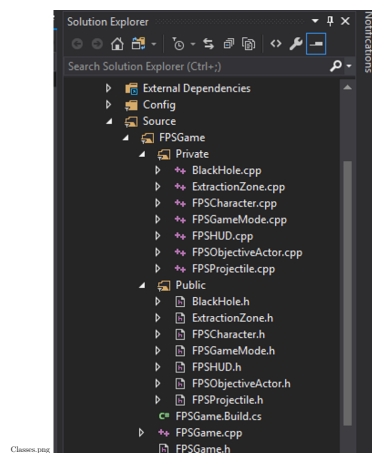 Solution Explorer
Notifications
Search Solution Explorer (Ctrl+;)
External Dependencies
Config
Source
FPSGame
Private
BlackHole.cpp
ExtractionZone.cpp
FPSCharacter.cpp
FPSGameMode.cpp
FPSHUD.cpp
FPSObjectiveActor.cpp
FPSProjectile.cpp
Public
BlackHole.h
ExtractionZone.h
FPSCharacter.h
FPSGameMode.h
FPSHUD.h
FPSObjectiveActor.h
FPSProjectile.h
C# FPSGame.Build.cs
FPSGame.cpp
Classes.png
FPSGame.h